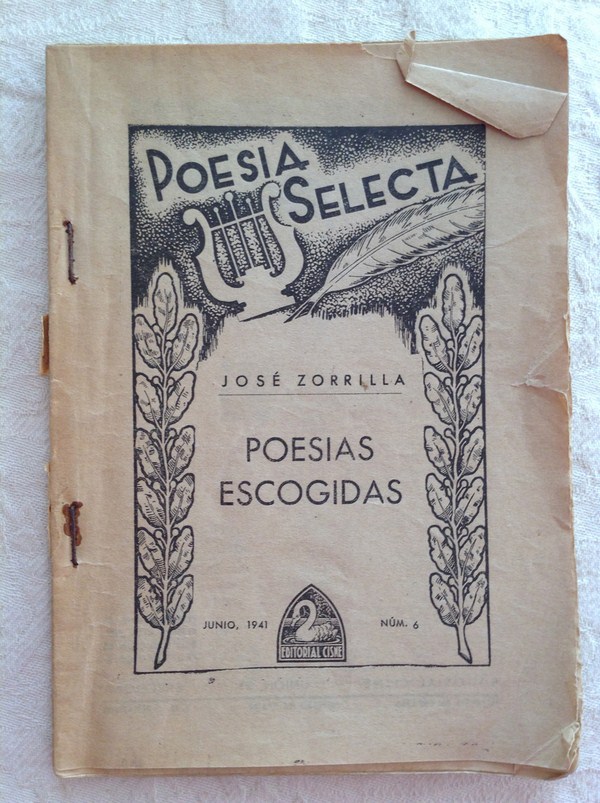 POESIA
SELECTA
JOSÉ ZORRILLA
POESIAS
ESCOGIDAS
JUNIO, 1941
NÚM. 6
EDITORIAL CISNE